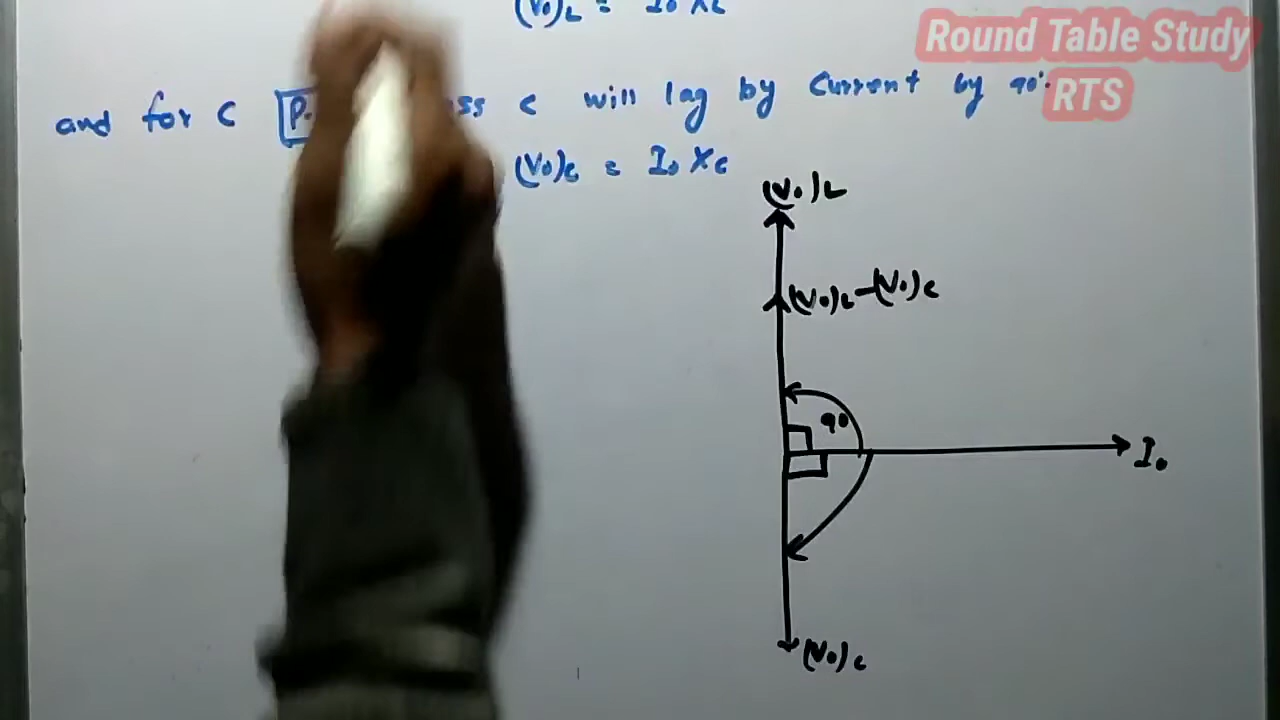 (V₀)L = I₀ XL
Round Table Study
RTS
and for C P. ss C will lag by Current by 90°
(V₀)c = I₀ Xc
(V₀)L
(V₀)L-(V₀)c
90
I₀
(V₀)c